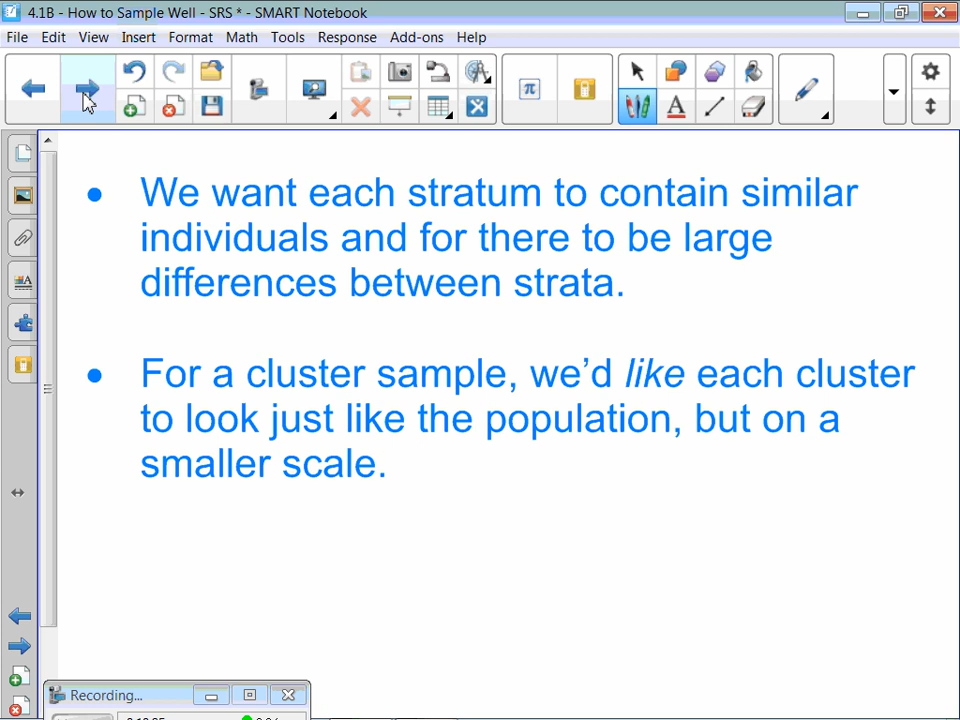 4.1B - How to Sample Well - SRS * - SMART Notebook
File Edit View Insert Format Math Tools Response Add-ons Help
π
A
• We want each stratum to contain similar
individuals and for there to be large
differences between strata.
• For a cluster sample, we’d like each cluster
to look just like the population, but on a
smaller scale.
Recording...